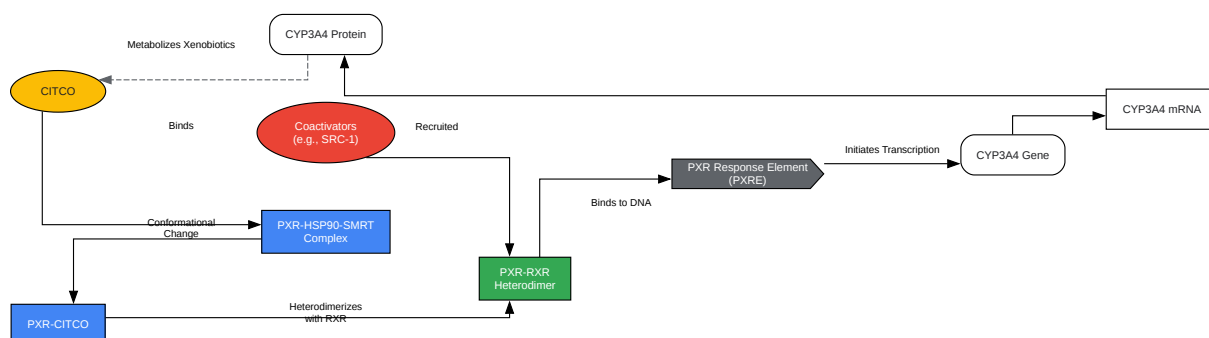 CYP3A4 Protein
Metabolizes Xenobiotics
CITCO
Binds
Coactivators
(e.g., SRC-1)
Recruited
CYP3A4 mRNA
Initiates Transcription
CYP3A4 Gene
PXR Response Element
(PXRE)
Binds to DNA
Conformational
Change
PXR-HSP90-SMRT
Complex
PXR-RXR
Heterodimer
Heterodimerizes
with RXR
PXR-CITCO